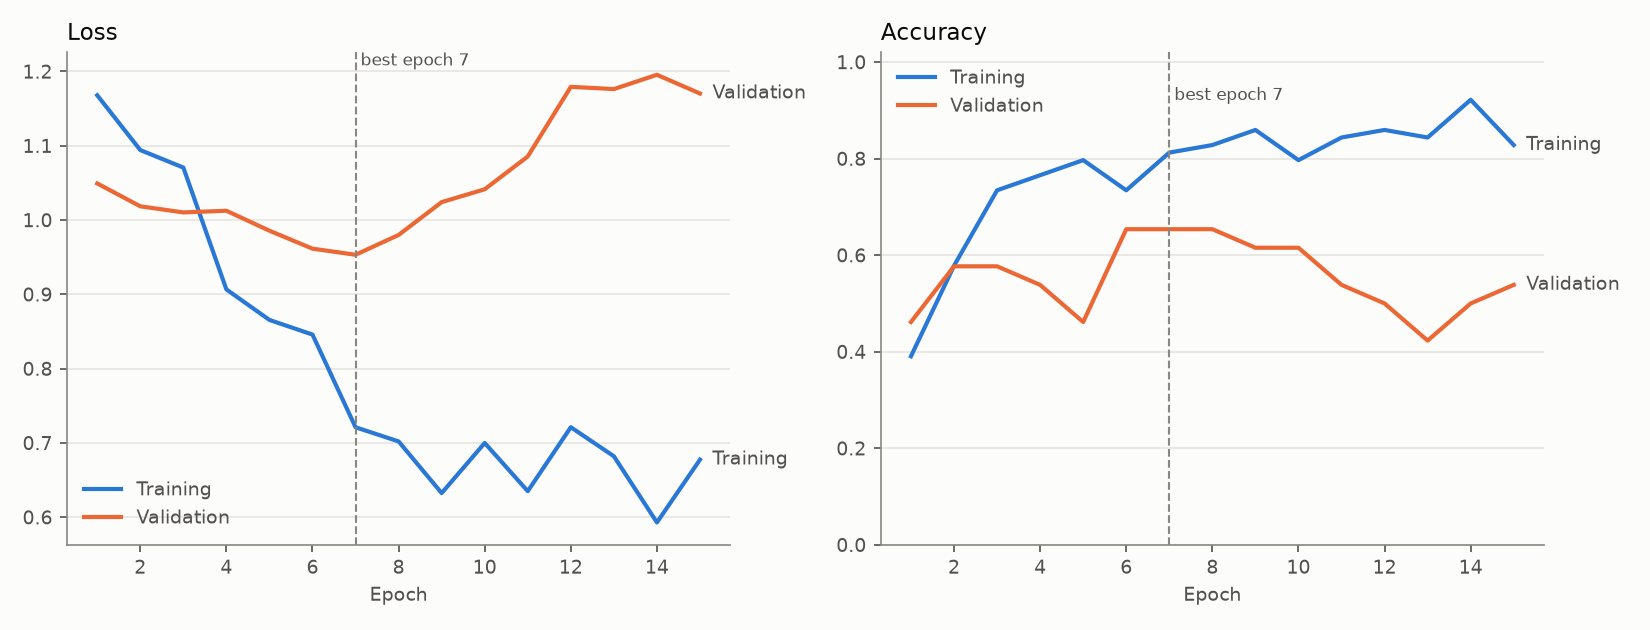 Loss
1.2
1.1
1.0
0.9
0.8
0.7
0.6
best epoch 7
Validation
Training
Training
Validation
2 4 6 8 10 12 14
Epoch
Accuracy
1.0
0.8
0.6
0.4
0.2
0.0
Training
Validation
best epoch 7
Training
Validation
2 4 6 8 10 12 14
Epoch